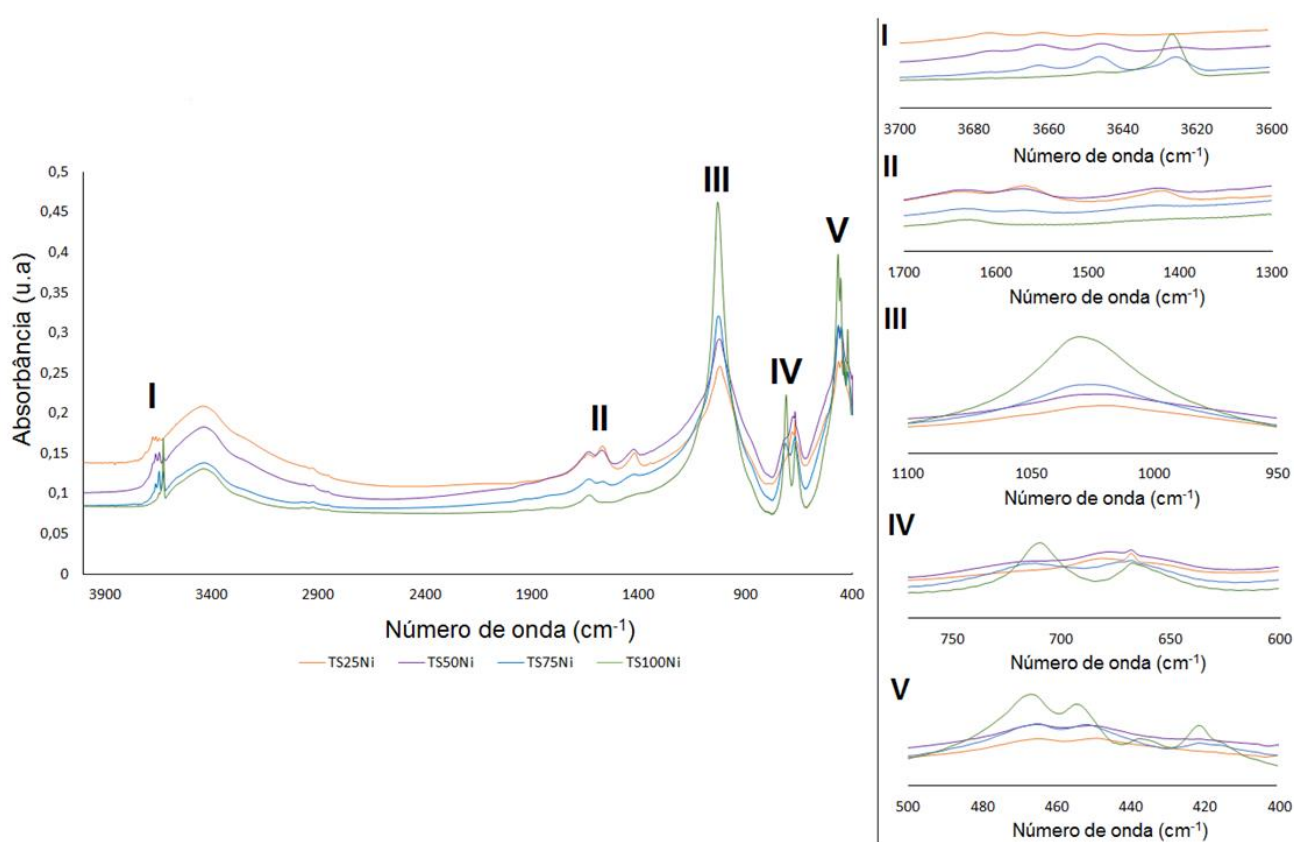 I
II
III
IV
V
0,5
0,45
0,4
0,35
0,3
0,25
0,2
0,15
0,1
0,05
0
Absorbância (u.a)
3900 3400 2900 2400 1900 1400 900 400
Número de onda (cm-1)
TS25Ni TS50Ni TS75Ni TS100Ni
I
3700 3680 3660 3640 3620 3600
Número de onda (cm-1)
II
1700 1600 1500 1400 1300
Número de onda (cm-1)
III
1100 1050 1000 950
Número de onda (cm-1)
IV
750 700 650 600
Número de onda (cm-1)
V
500 480 460 440 420 400
Número de onda (cm-1)